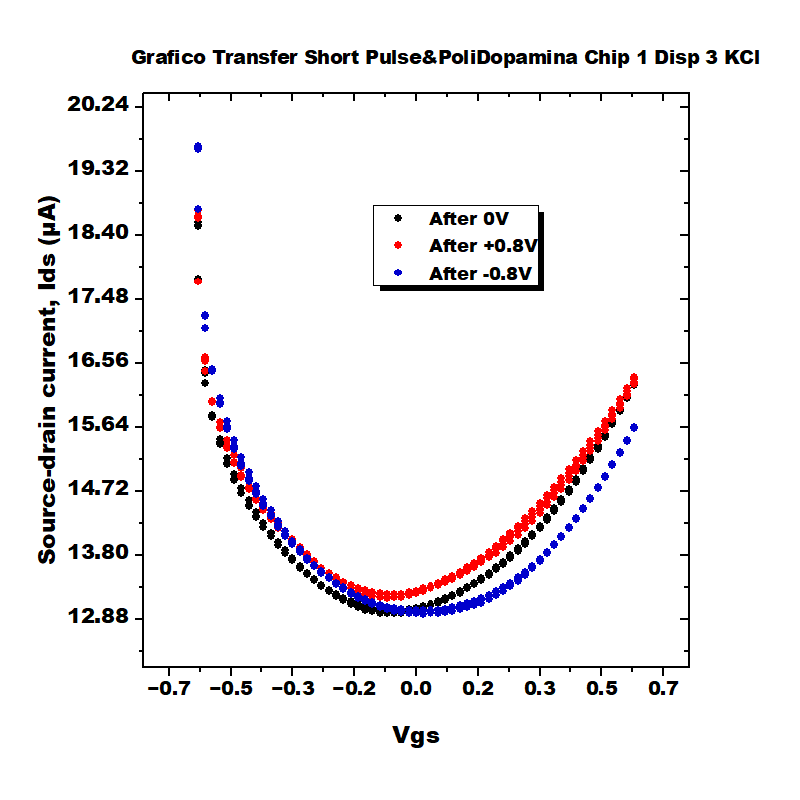 Grafico Transfer Short Pulse&PoliDopamina Chip 1 Disp 3 KCl
20.24
19.32
18.40
17.48
16.56
15.64
14.72
13.80
12.88
Source-drain current, Ids (µA)
After 0V
After +0.8V
After -0.8V
−0.7 −0.5 −0.3 −0.2 0.0 0.2 0.3 0.5 0.7
Vgs